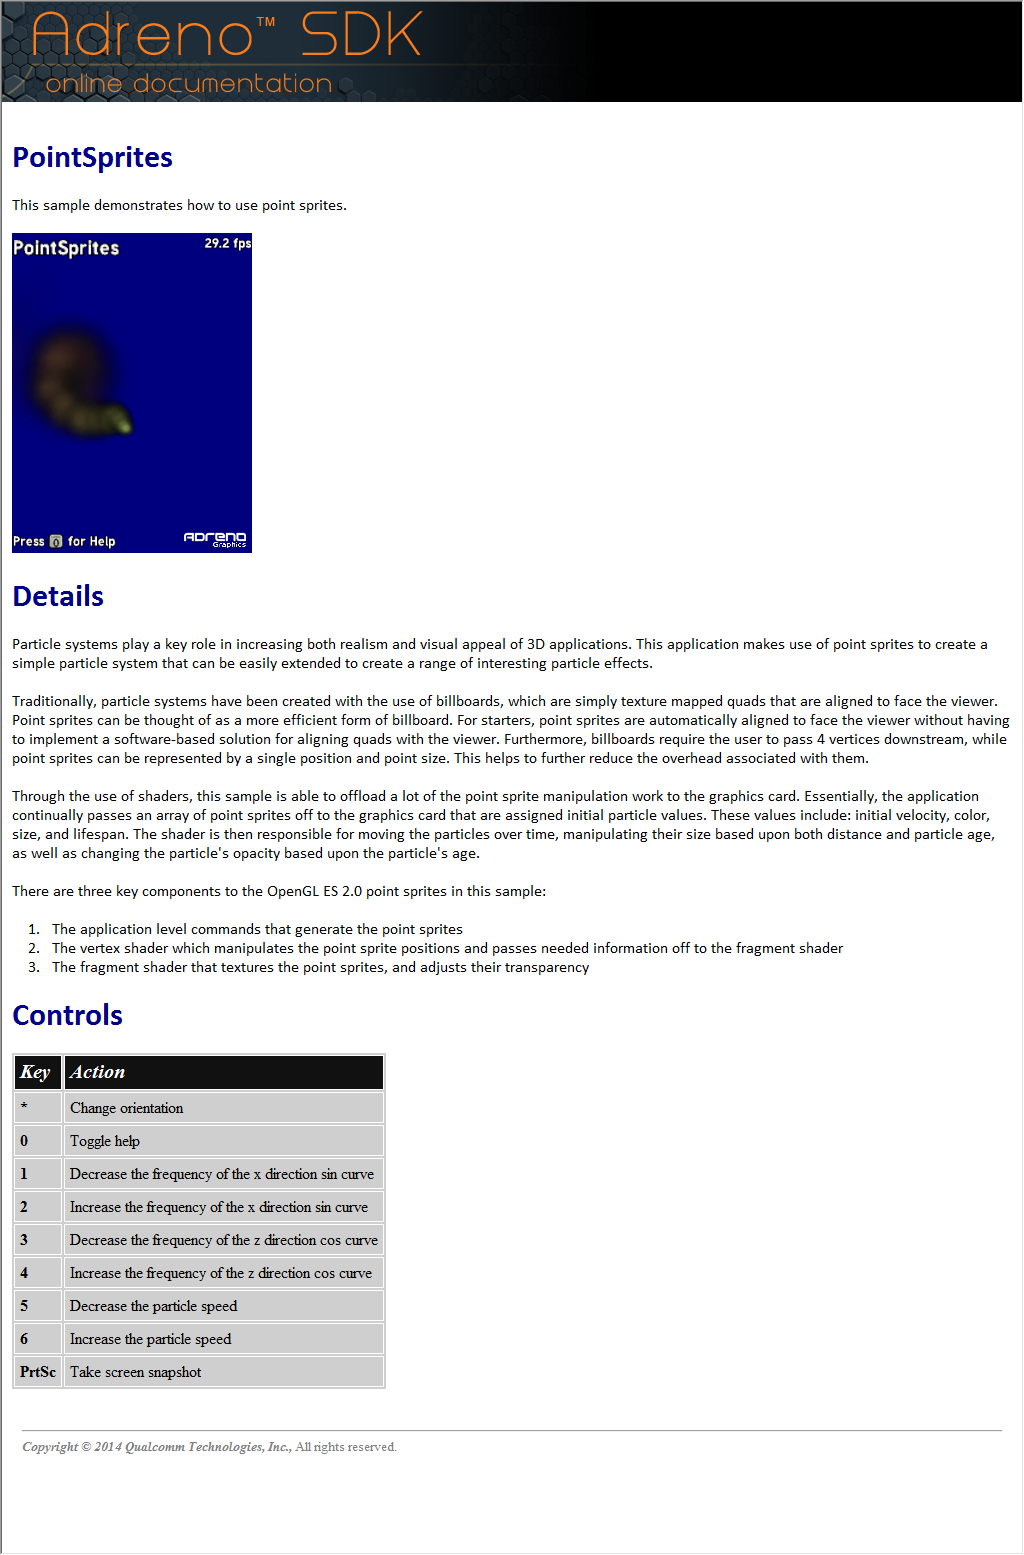 Adreno™ SDK
online documentation
PointSprites
This sample demonstrates how to use point sprites.
PointSprites
29.2 fps
Press 0 for Help
ADRENO
Graphics
Details
Particle systems play a key role in increasing both realism and visual appeal of 3D applications. This application makes use of point sprites to create a
simple particle system that can be easily extended to create a range of interesting particle effects.
Traditionally, particle systems have been created with the use of billboards, which are simply texture mapped quads that are aligned to face the viewer.
Point sprites can be thought of as a more efficient form of billboard. For starters, point sprites are automatically aligned to face the viewer without having
to implement a software-based solution for aligning quads with the viewer. Furthermore, billboards require the user to pass 4 vertices downstream, while
point sprites can be represented by a single position and point size. This helps to further reduce the overhead associated with them.
Through the use of shaders, this sample is able to offload a lot of the point sprite manipulation work to the graphics card. Essentially, the application
continually passes an array of point sprites off to the graphics card that are assigned initial particle values. These values include: initial velocity, color,
size, and lifespan. The shader is then responsible for moving the particles over time, manipulating their size based upon both distance and particle age,
as well as changing the particle's opacity based upon the particle's age.
There are three key components to the OpenGL ES 2.0 point sprites in this sample:
1. The application level commands that generate the point sprites
2. The vertex shader which manipulates the point sprite positions and passes needed information off to the fragment shader
3. The fragment shader that textures the point sprites, and adjusts their transparency
Controls
Key Action
* Change orientation
0 Toggle help
1 Decrease the frequency of the x direction sin curve
2 Increase the frequency of the x direction sin curve
3 Decrease the frequency of the z direction cos curve
4 Increase the frequency of the z direction cos curve
5 Decrease the particle speed
6 Increase the particle speed
PrtSc Take screen snapshot
Copyright © 2014 Qualcomm Technologies, Inc., All rights reserved.